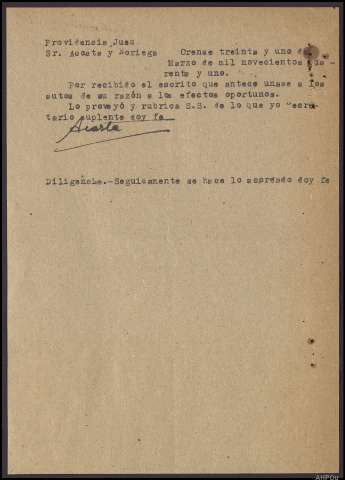 Providencia Juez
Sr. Acosta y Noriega Orense treinta y uno de
Marzo de mil novecientos cua-
renta y uno.
Por recibido el escrito que antece unase a los
autos de su razón a los efectos oportunos.
Lo proveyó y rubrica S.S. de lo que yo Secre-
tario suplente doy fe
Acosta
Diligencia.-Seguidamente se hace lo acordado doy fe
AHPOu